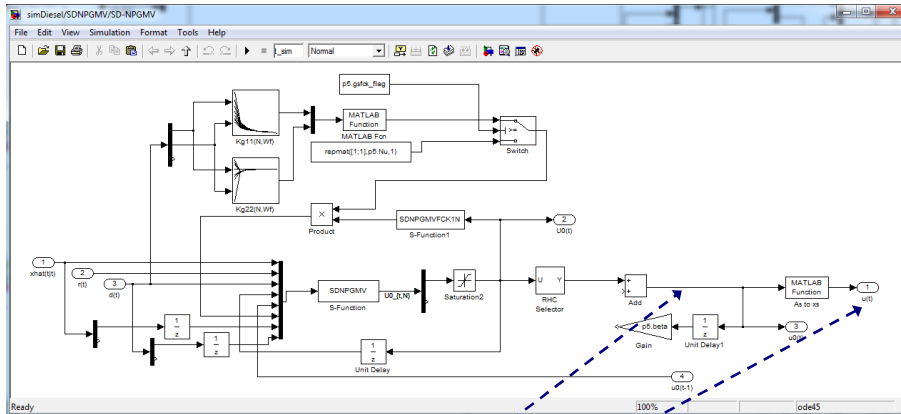 simDiesel/SDNPGMV/SD-NPGMV
File Edit View Simulation Format Tools Help
t_sim Normal
p5.gsfck_flag
Kg11(N,Wf)
MATLAB
Function
MATLAB Fcn
repmat([1;1],p5.Nu,1)
>=
Switch
Kg22(N,Wf)
×
Product
SDNPGMVFCK1N
S-Function1
2
U0(t)
1
xhat(t|t)
2
r(t)
3
d(t)
SDNPGMV
S-Function
U0_{t,N}
Saturation2
U Y
RHC
Selector
+
+
Add
MATLAB
Function
As to xs
1
u(t)
p5.beta
Gain
1
z
Unit Delay1
3
1
z
1
z
1
z
Unit Delay
4
u0(t-1)
Ready 100% ode45